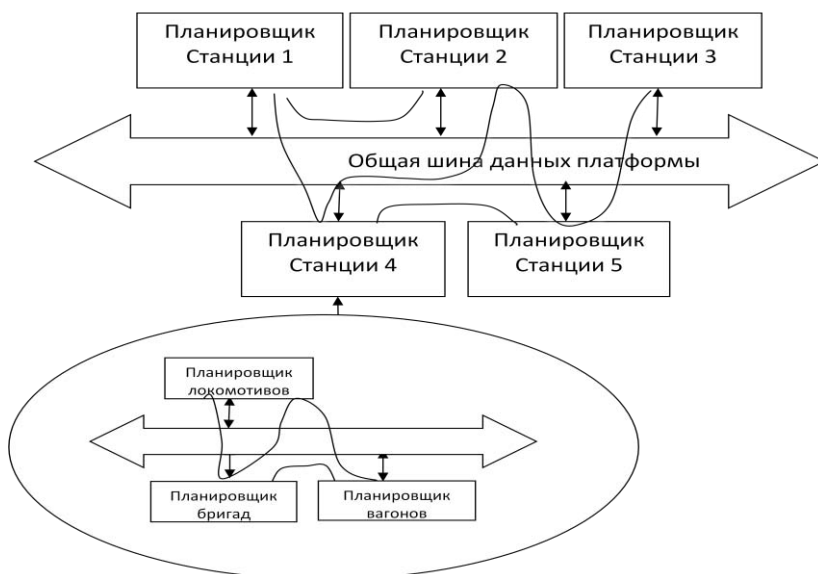 Планировщик
Станции 1
Планировщик
Станции 2
Планировщик
Станции 3
Общая шина данных платформы
Планировщик
Станции 4
Планировщик
Станции 5
Планировщик
локомотивов
Планировщик
бригад
Планировщик
вагонов